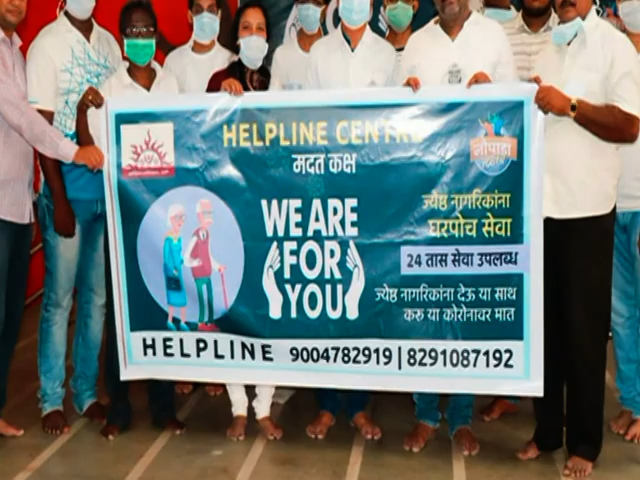 HELPLINE CENTRE
मदत कक्ष
WE ARE
FOR
YOU
ज्येष्ठ नागरिकांना
घरपोच सेवा
24 तास सेवा उपलब्ध
ज्येष्ठ नागरिकांना देऊ या साथ
करू या कोरोनावर मात
HELPLINE 9004782919 | 8291087192